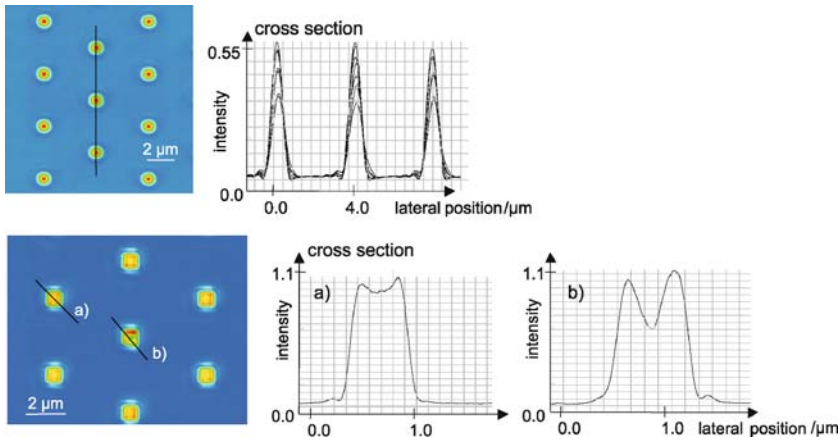 cross section
0.55
intensity
0.0
0.0 4.0 lateral position/µm
2 µm
cross section
1.1
a)
intensity
0.0
0.0 1.0
1.1
b)
intensity
0.0
0.0 1.0 lateral position/µm
a)
b)
2 µm